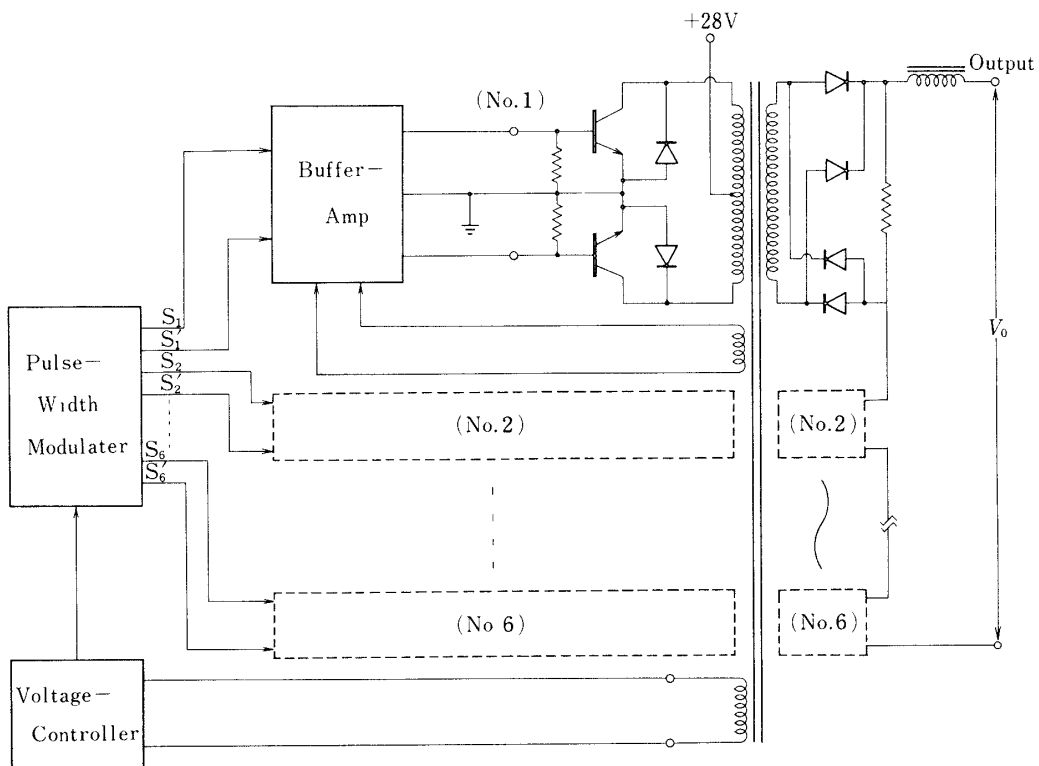 +28V
Output
(No.1)
Buffer—
Amp
S₁
S₁′
S₂
S₂′
Pulse—
Width
Modulater
(No.2)
(No.2)
V₀
S₆
S₆′
(No 6)
(No.6)
Voltage—
Controller